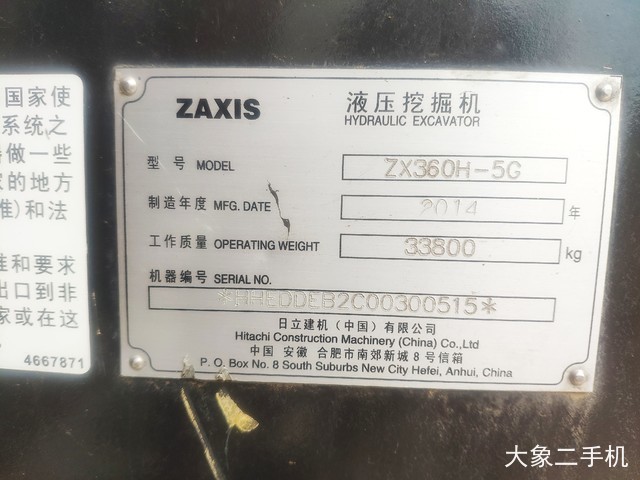 国家使
系统之
做一些
家的地方
准)和法
准和要求
出口到非
家或在这
4667871
ZAXIS 液压挖掘机
HYDRAULIC EXCAVATOR
型号 MODEL ZX360H-5G
制造年度 MFG. DATE 2014 年
工作质量 OPERATING WEIGHT 33800 kg
机器编号 SERIAL NO.
*HHEDDEB2C00300515*
日立建机(中国)有限公司
Hitachi Construction Machinery (China) Co.,Ltd
中国 安徽 合肥市南郊新城8号信箱
P. O. Box No. 8 South Suburbs New City Hefei, Anhui, China
大象二手机